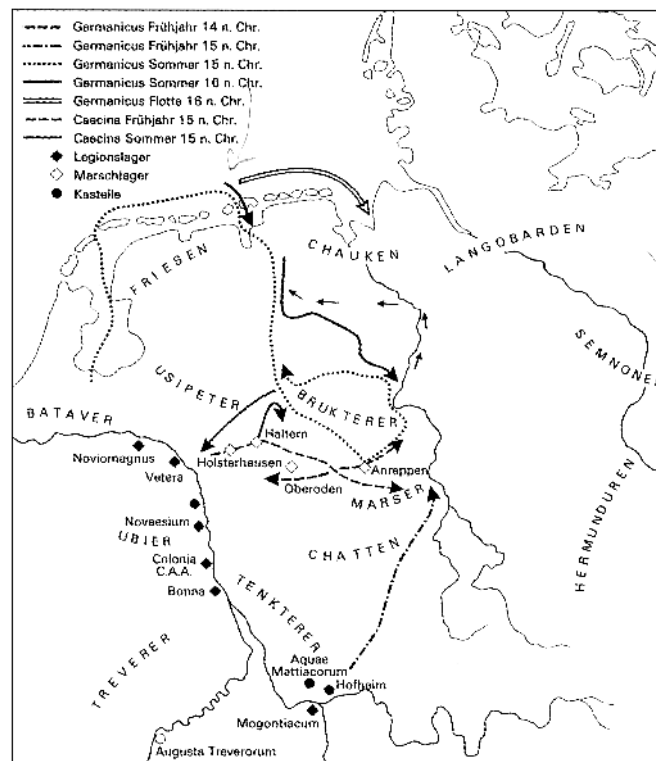 Germanicus Frühjahr 14 n. Chr.
Germanicus Frühjahr 15 n. Chr.
Germanicus Sommer 15 n. Chr.
Germanicus Sommer 16 n. Chr.
Germanicus Flotte 16 n. Chr.
Caecina Frühjahr 15 n. Chr.
Caecina Sommer 15 n. Chr.
Legionslager
Marschlager
Kastelle
LANGOBARDEN
CHAUKEN
FRIESEN
SEMNONEN
USIPETER
BRUKTERER
BATAVER
Haltern
Noviomagnus
Vetera
Holsterhausen
Anreppen
Oberoden
MARSER
HERMUNDUREN
Novaesium
UBIER
CHATTEN
Colonia
C.A.A.
Bonna
TENKTERER
TREVERER
Aquae
Mattiacorum
Hofheim
Mogontiacum
Augusta Treverorum